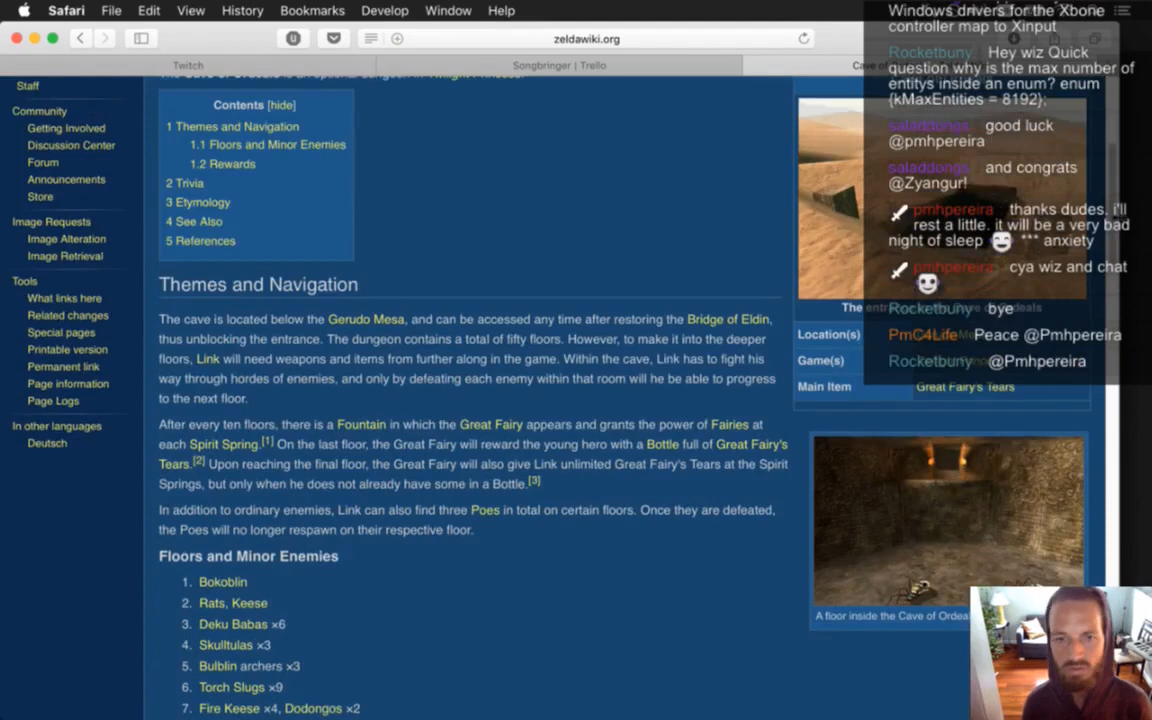 Safari File Edit View History Bookmarks Develop Window Help
zeldawiki.org
Twitch
Songbringer | Trello
Staff
Community
Getting Involved
Discussion Center
Forum
Announcements
Store
Image Requests
Image Alteration
Image Retrieval
Tools
What links here
Related changes
Special pages
Printable version
Permanent link
Page information
Page Logs
In other languages
Deutsch
Contents [hide]
1 Themes and Navigation
1.1 Floors and Minor Enemies
1.2 Rewards
2 Trivia
3 Etymology
4 See Also
5 References
Themes and Navigation
The cave is located below the Gerudo Mesa, and can be accessed any time after restoring the Bridge of Eldin,
thus unblocking the entrance. The dungeon contains a total of fifty floors. However, to make it into the deeper
floors, Link will need weapons and items from further along in the game. Within the cave, Link has to fight his
way through hordes of enemies, and only by defeating each enemy within that room will he be able to progress
to the next floor.
After every ten floors, there is a Fountain in which the Great Fairy appears and grants the power of Fairies at
each Spirit Spring.[1] On the last floor, the Great Fairy will reward the young hero with a Bottle full of Great Fairy's
Tears.[2] Upon reaching the final floor, the Great Fairy will also give Link unlimited Great Fairy's Tears at the Spirit
Springs, but only when he does not already have some in a Bottle.[3]
In addition to ordinary enemies, Link can also find three Poes in total on certain floors. Once they are defeated,
the Poes will no longer respawn on their respective floor.
Floors and Minor Enemies
1. Bokoblin
2. Rats, Keese
3. Deku Babas ×6
4. Skulltulas ×3
5. Bulblin archers ×3
6. Torch Slugs ×9
7. Fire Keese ×4, Dodongos ×2
Location(s)
Game(s)
Main Item Great Fairy's Tears
A floor inside the Cave of Ordeals
Windows drivers for the Xbone
controller map to Xinput
Rocketbuny Hey wiz Quick
question why is the max number of
entitys inside an enum? enum
{kMaxEntities = 8192};
saladdongs good luck
@pmhpereira
saladdongs and congrats
@Zyangur!
pmhpereira thanks dudes. i'll
rest a little. it will be a very bad
night of sleep *** anxiety
pmhpereira cya wiz and chat
Rocketbuny bye
PmC4Life Peace @Pmhpereira
Rocketbuny @Pmhpereira